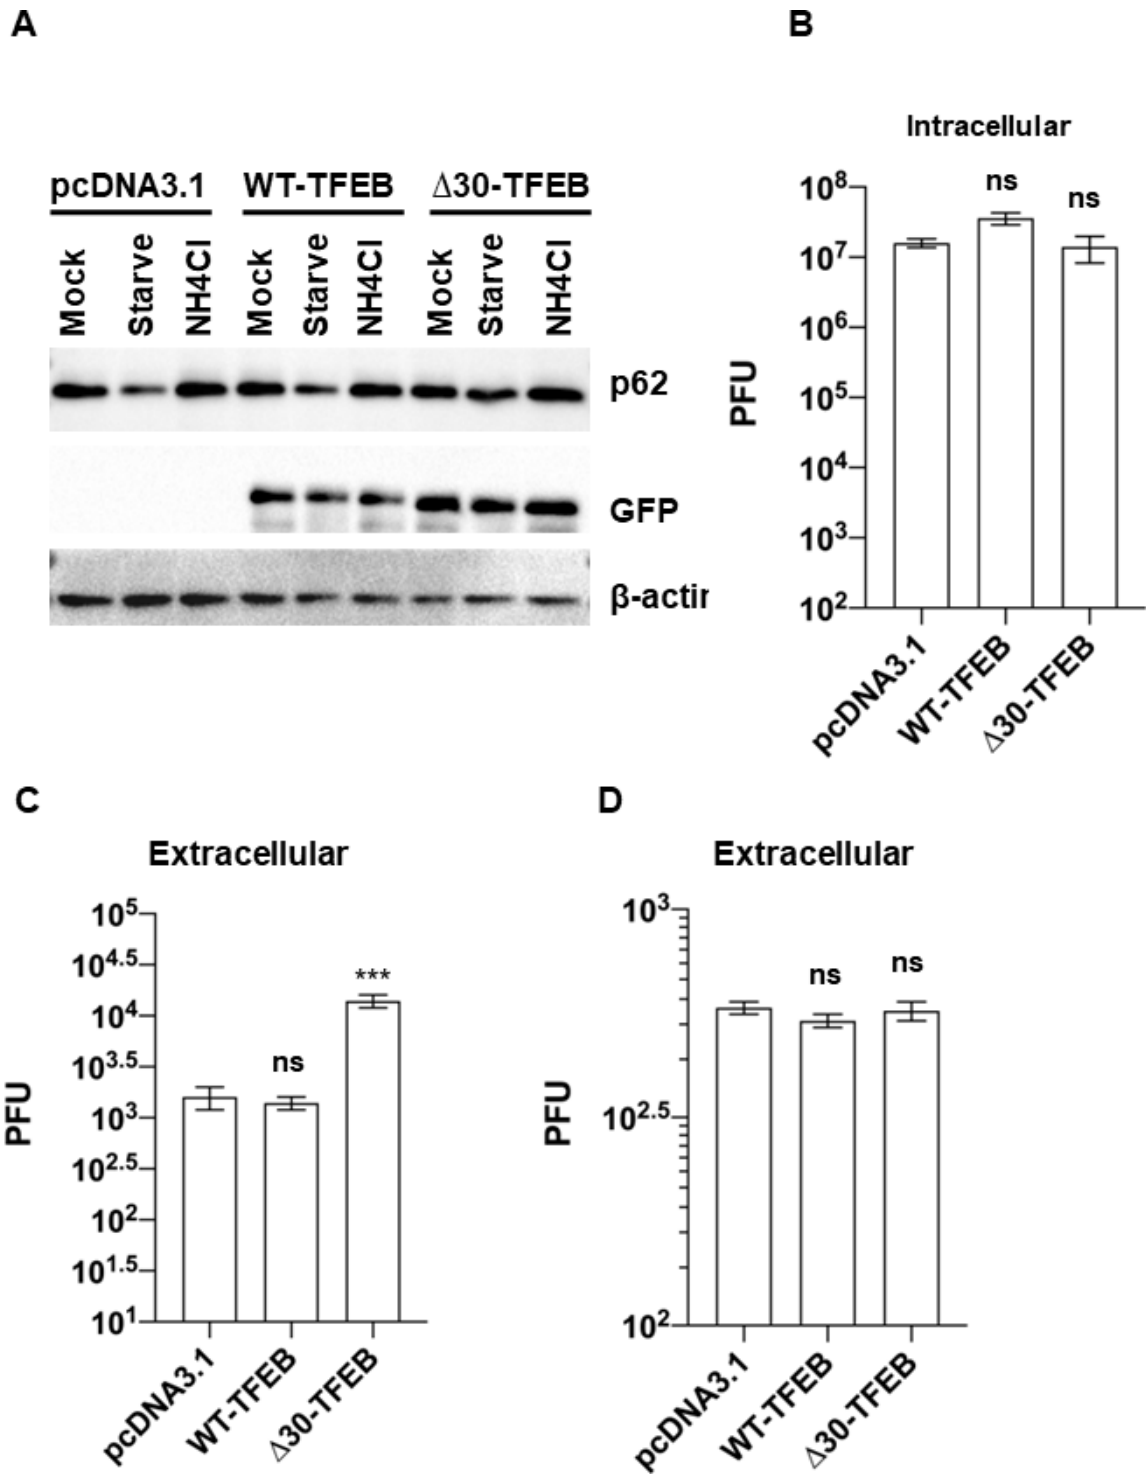 A
pcDNA3.1 WT-TFEB Δ30-TFEB
Mock Starve NH4Cl Mock Starve NH4Cl Mock Starve NH4Cl
p62
GFP
β-actir
B
Intracellular
PFU
10^8
10^7
10^6
10^5
10^4
10^3
10^2
ns
ns
pcDNA3.1 WT-TFEB Δ30-TFEB
C
Extracellular
PFU
10^5
10^4.5
10^4
10^3.5
10^3
10^2.5
10^2
10^1.5
10^1
ns
***
pcDNA3.1 WT-TFEB Δ30-TFEB
D
Extracellular
PFU
10^3
10^2.5
10^2
ns
ns
pcDNA3.1 WT-TFEB Δ30-TFEB